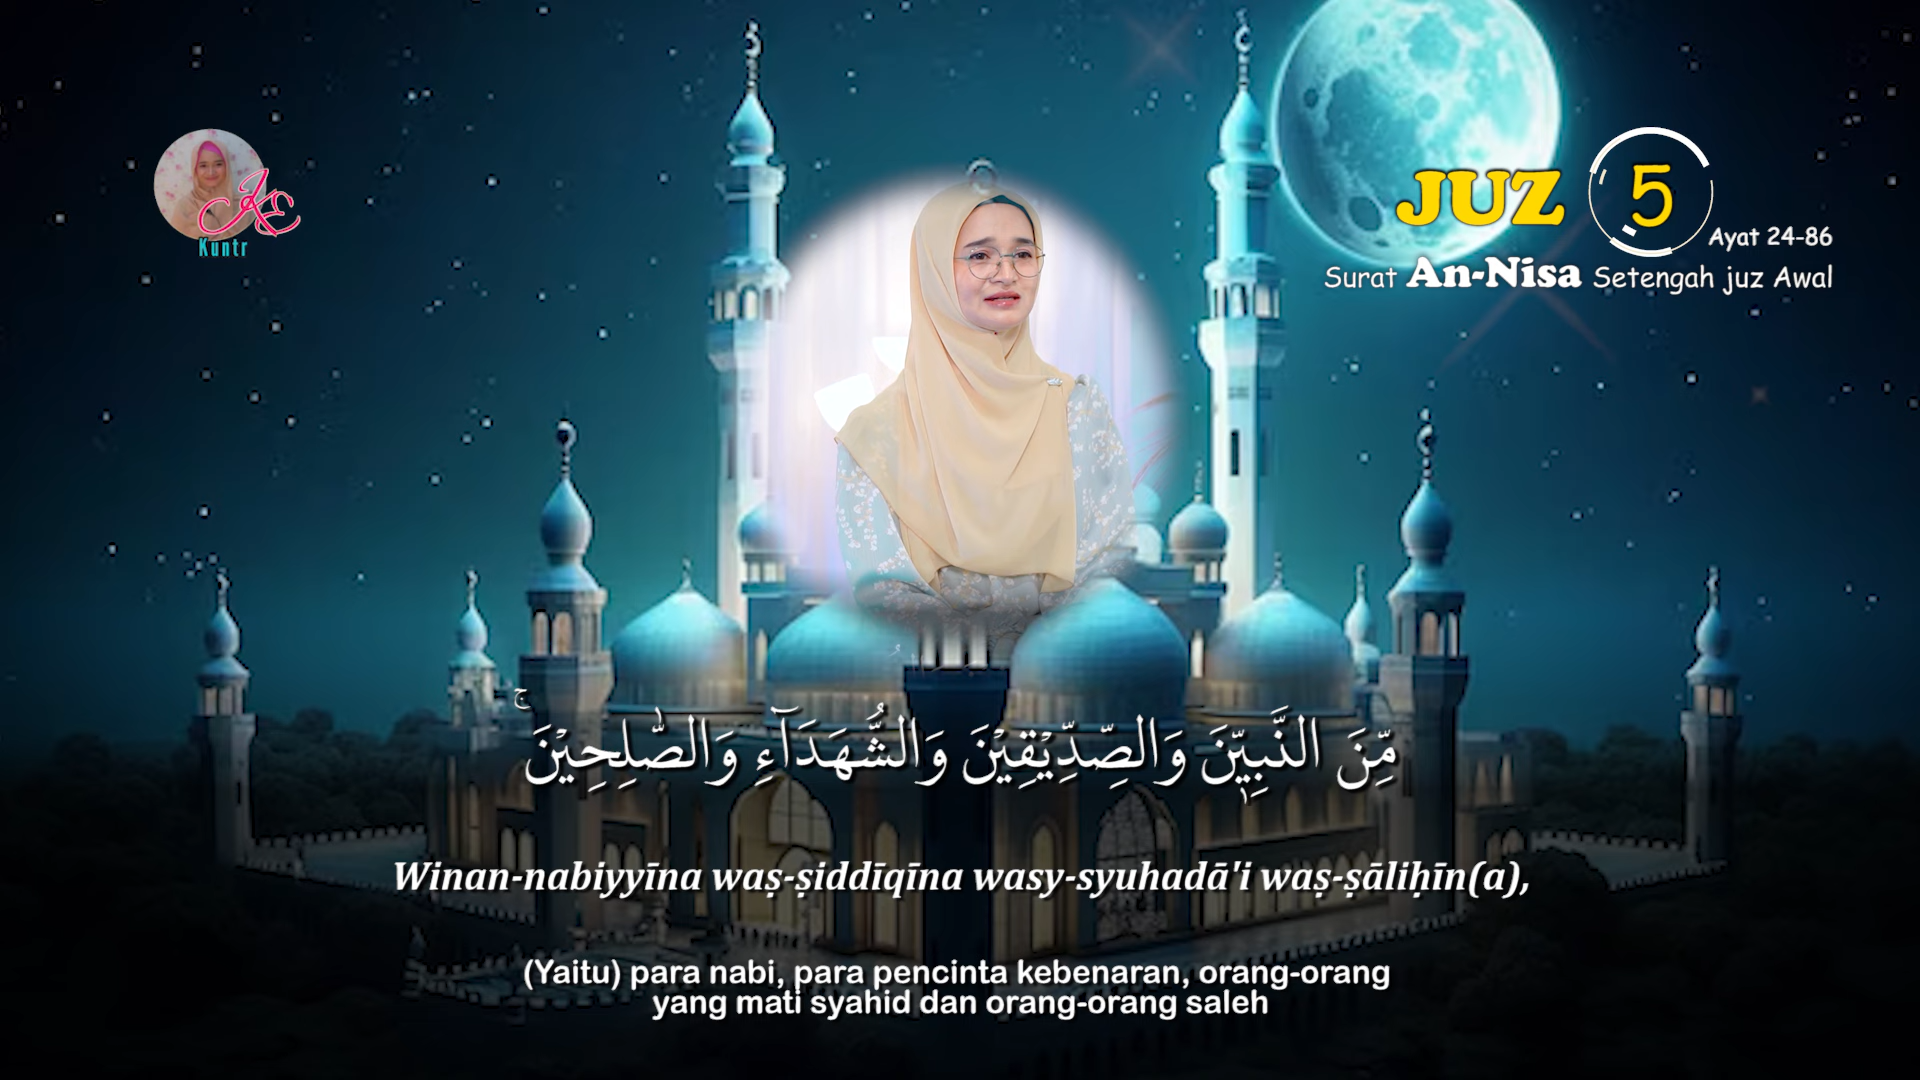 JUZ 5
Ayat 24-86
Surat An-Nisa Setengah juz Awal
Kuntr
مِّنَ النَّبِيّٖنَ وَالصِّدِّيْقِيْنَ وَالشُّهَدَاۤءِ وَالصّٰلِحِيْنَ ۚ
Winan-nabiyyīna waṣ-ṣiddīqīna wasy-syuhadā'i waṣ-ṣāliḥīn(a),
(Yaitu) para nabi, para pencinta kebenaran, orang-orang
yang mati syahid dan orang-orang saleh